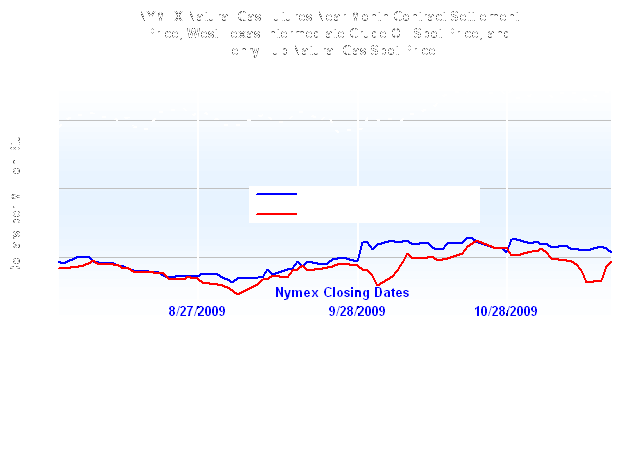 NYMEX Natural Gas Futures Near Month Contract Settlement
Price, West Texas Intermediate Crude Oil Spot Price, and
Henry Hub Natural Gas Spot Price
Nymex Closing Dates
8/27/2009
9/28/2009
10/28/2009